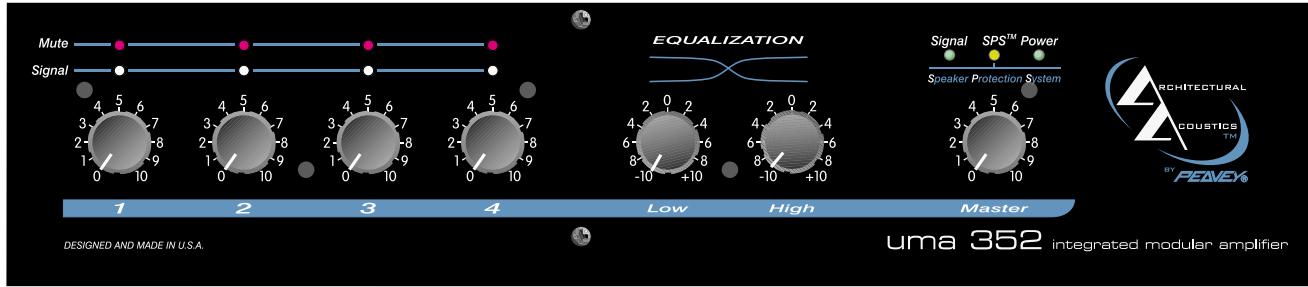 Mute
Signal
0 1 2 3 4 5 6 7 8 9 10
0 1 2 3 4 5 6 7 8 9 10
0 1 2 3 4 5 6 7 8 9 10
0 1 2 3 4 5 6 7 8 9 10
1 2 3 4
EQUALIZATION
-10 8 6 4 2 0 2 4 6 8 +10
-10 8 6 4 2 0 2 4 6 8 +10
Low High
Signal SPS™ Power
Speaker Protection System
0 1 2 3 4 5 6 7 8 9 10
Master
ARCHITECTURAL
ACOUSTICS
TM
BY PEAVEY®
DESIGNED AND MADE IN U.S.A.
uma 352 integrated modular amplifier